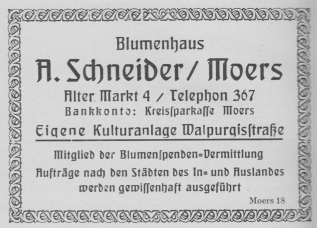 Blumenhaus
A. Schneider / Moers
Alter Markt 4 / Telephon 367
Bankkonto: Kreissparkasse Moers
Eigene Kulturanlage Walpurgisstraße
Mitglied der Blumenspenden-Vermittlung
Aufträge nach den Städten des In- und Auslandes
werden gewissenhaft ausgeführt
Moers 18